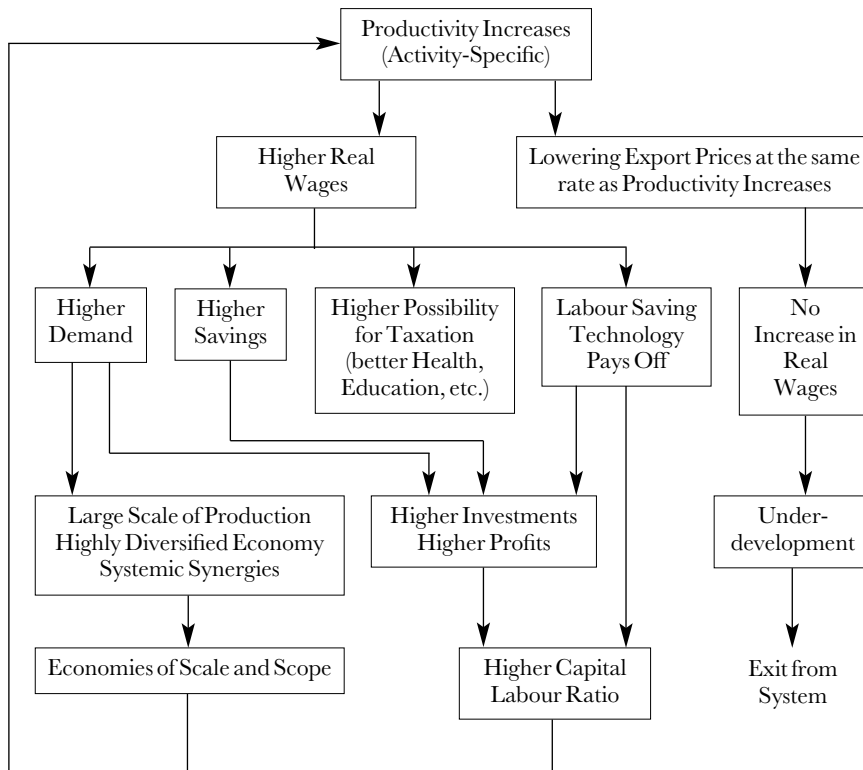 Productivity Increases
(Activity-Specific)
Higher Real
Wages
Lowering Export Prices at the same
rate as Productivity Increases
Higher
Demand
Higher
Savings
Higher Possibility
for Taxation
(better Health,
Education, etc.)
Labour Saving
Technology
Pays Off
No
Increase in
Real
Wages
Large Scale of Production
Highly Diversified Economy
Systemic Synergies
Higher Investments
Higher Profits
Under-
development
Economies of Scale and Scope
Higher Capital
Labour Ratio
Exit from
System